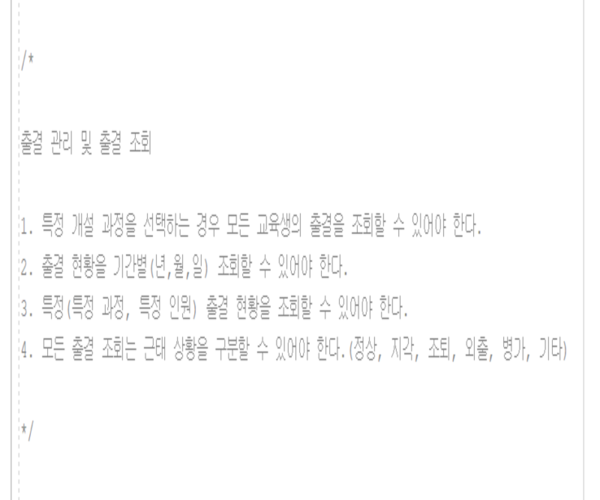 /*
출결 관리 및 출결 조회
1. 특정 개설 과정을 선택하는 경우 모든 교육생의 출결을 조회할 수 있어야 한다.
2. 출결 현황을 기간별(년,월,일) 조회할 수 있어야 한다.
3. 특정(특정 과정, 특정 인원) 출결 현황을 조회할 수 있어야 한다.
4. 모든 출결 조회는 근태 상황을 구분할 수 있어야 한다.(정상, 지각, 조퇴, 외출, 병가, 기타)
*/